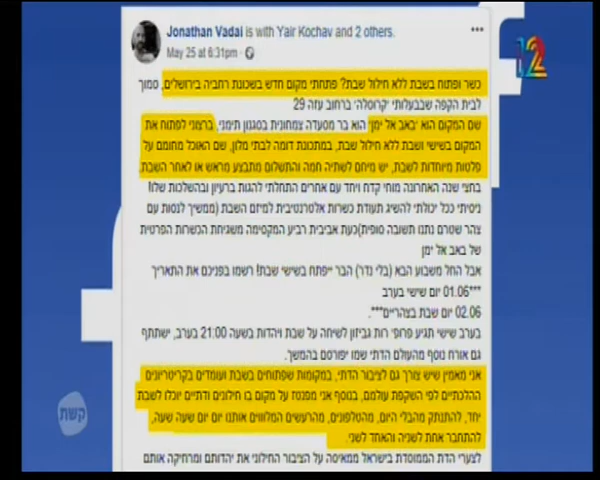 Jonathan Vadai is with Yair Kochav and 2 others.
May 25 at 6:31pm
12
כשר ופתוח בשבת ללא חילול שבת? פתחתי מקום חדש בשכונת רחביה בירושלים, סמוך
לבית הקפה שבבעלותי 'קרוסלה' ברחוב עזה 29
שם המקום הוא 'באב אל ימן' הוא בר מסעדה צמחונית בסגנון תימני, ברצוני לפתוח את
המקום בשישי ושבת ללא חילול שבת, במתכונת דומה לבתי מלון, שם האוכל מחומם על
פלטות מיוחדות לשבת, יש מיחם לשתיה חמה והתשלום מתבצע מראש או לאחר השבת.
בחצי שנה האחרונה מוחי קדח ויחד עם אחרים התחלתי להגות ברעיון ובהשלכות שלו!
ניסיתי ככל יכולתי להשיג תעודת כשרות אלטרנטיבית למיזם השבת (ממשיך לנסות עם
צהר שטרם נתנו תשובה סופית)כעת אביבית רביע המקסימה משגיחת הכשרות הפרטית
של באב אל ימן
אבל החל משבוע הבא (בלי נדר) הבר ייפתח בשישי שבת! רשמו בפניכם את התאריך
***01.06 יום שישי בערב
02.06 יום שבת בצהריים***.
בערב שישי תגיע פרופ' רות גביזון לשיחה על שבת ויהדות בשעה 21:00 בערב, ישתתף
גם אורח נוסף מהעולם הדתי שמו יפורסם בהמשך.
אני מאמין שיש צורך גם לציבור הדתי, במקומות שפתוחים בשבת ועומדים בקריטריונים
ההלכתיים לפי השקפת עולמם, בנוסף אני מפנטז על מקום בו חילונים ודתיים יוכלו לשבת
יחד, להתנתק מהבלי היום, מהטלפונים, מהרעשים המלווים אותנו יום יום שעה שעה,
להתחבר אחת לשניה והאחד לשני.
לצערי הדת הממוסדת בישראל ממאיסה על הציבור החילוני את יהדותם ומרחיקה אותם
קשת